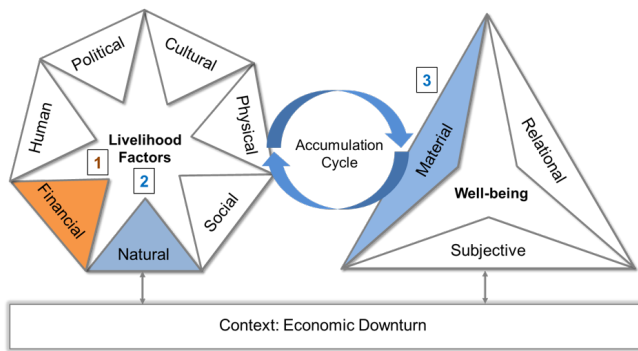 Political
Cultural
Human
Physical
Livelihood
Factors
1
2
Financial
Natural
Social
Accumulation
Cycle
3
Material
Relational
Well-being
Subjective
Context: Economic Downturn